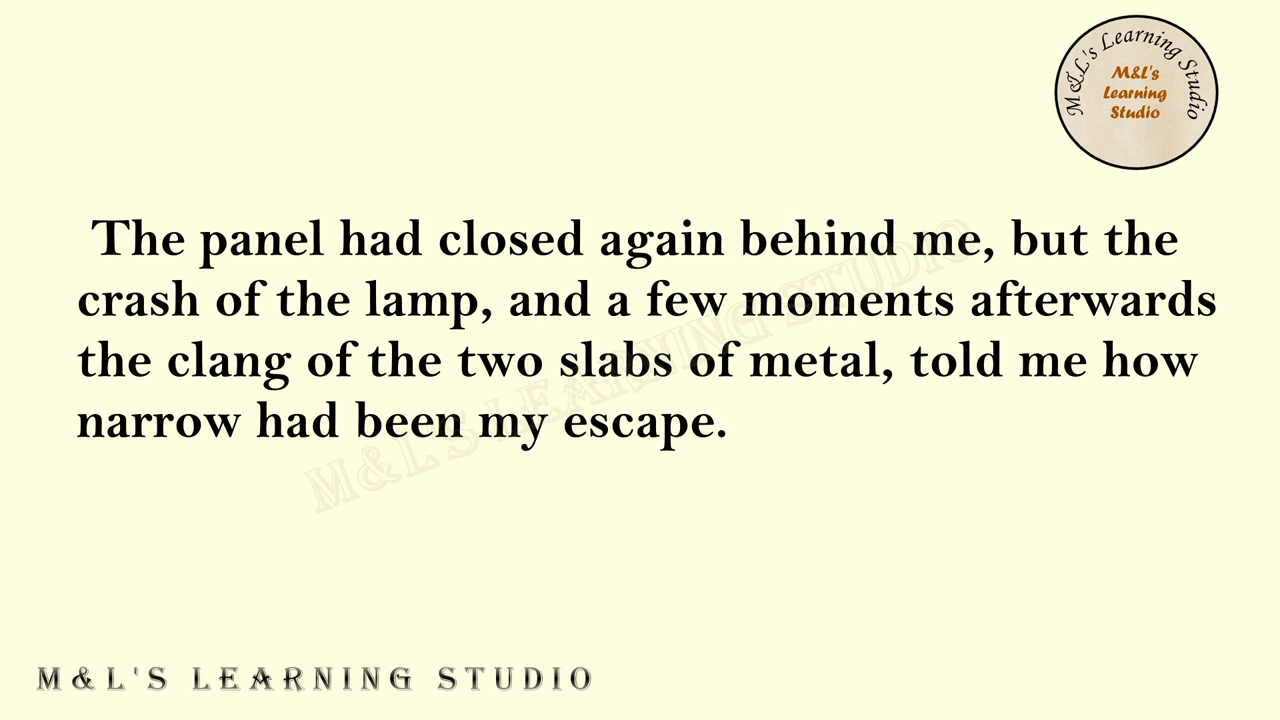 M&L's Learning Studio
M&L's
Learning
Studio
The panel had closed again behind me, but the
crash of the lamp, and a few moments afterwards
the clang of the two slabs of metal, told me how
narrow had been my escape.
M&L'S LEARNING STUDIO
M&L'S LEARNING STUDIO